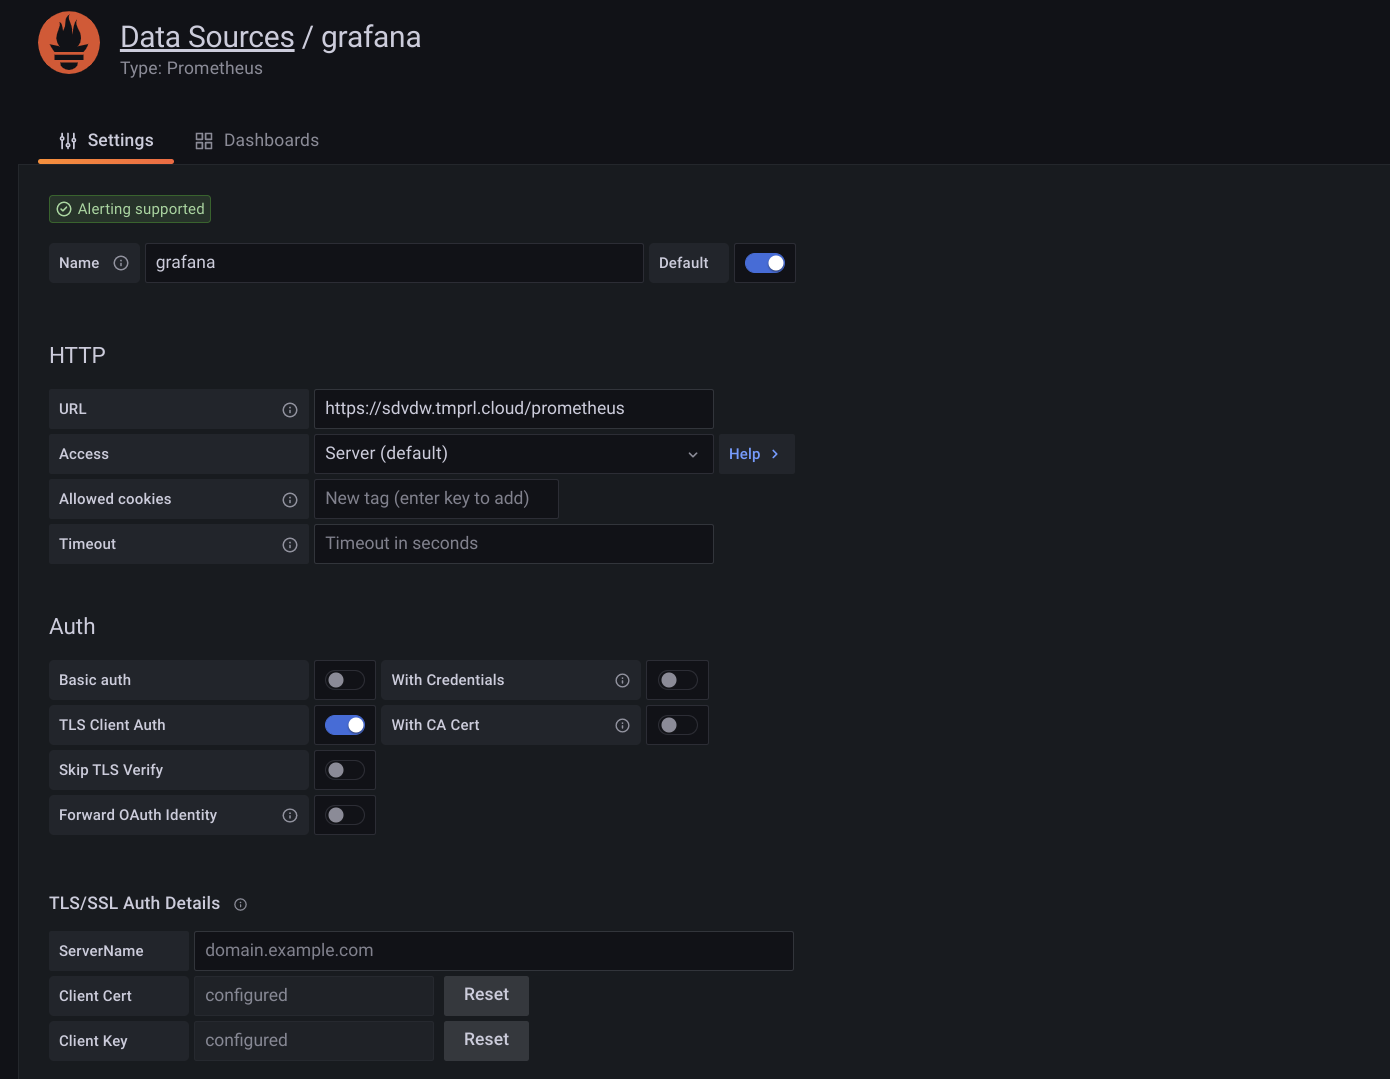 Data Sources / grafana
Type: Prometheus
Settings
Dashboards
Alerting supported
Name grafana Default
HTTP
URL https://sdvdw.tmprl.cloud/prometheus
Access Server (default) Help >
Allowed cookies New tag (enter key to add)
Timeout Timeout in seconds
Auth
Basic auth With Credentials
TLS Client Auth With CA Cert
Skip TLS Verify
Forward OAuth Identity
TLS/SSL Auth Details
ServerName domain.example.com
Client Cert configured Reset
Client Key configured Reset